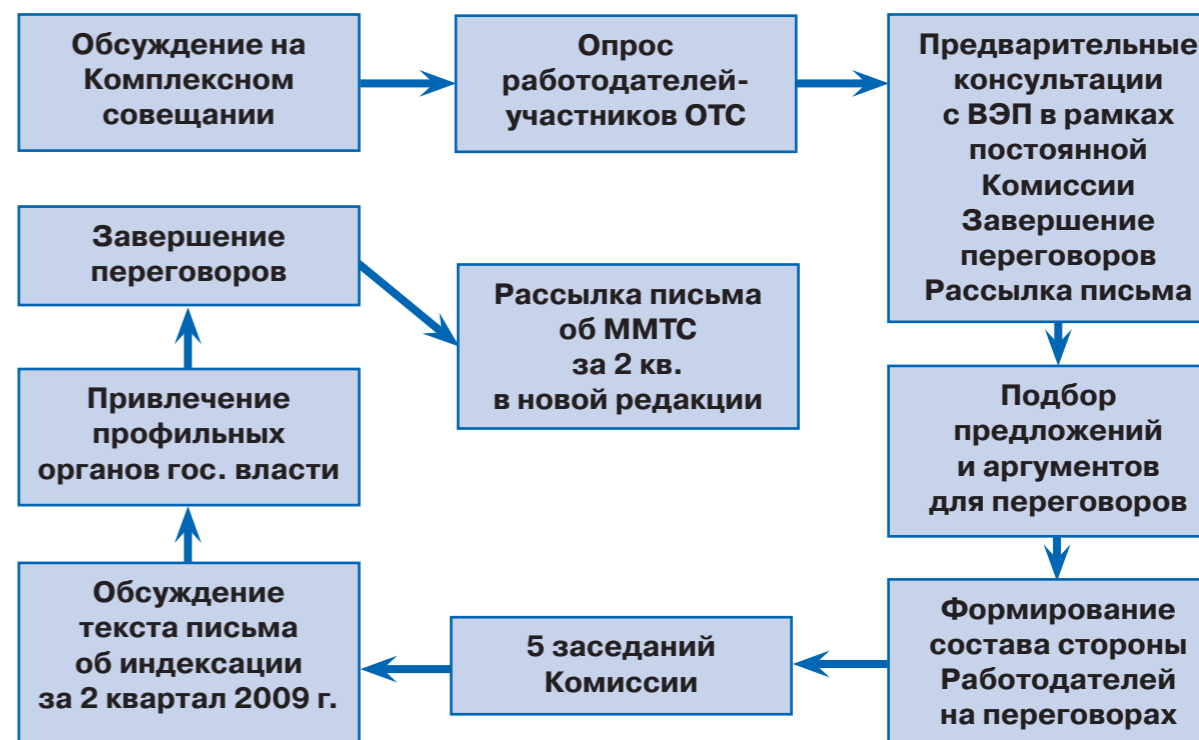 Обсуждение на
Комплексном
совещании
Опрос
работодателей-
участников ОТС
Предварительные
консультации
с ВЭП в рамках
постоянной
Комиссии
Завершение
переговоров
Рассылка письма
Подбор
предложений
и аргументов
для переговоров
Формирование
состава стороны
Работодателей
на переговорах
5 заседаний
Комиссии
Обсуждение
текста письма
об индексации
за 2 квартал 2009 г.
Привлечение
профильных
органов гос. власти
Завершение
переговоров
Рассылка письма
об ММТС
за 2 кв.
в новой редакции